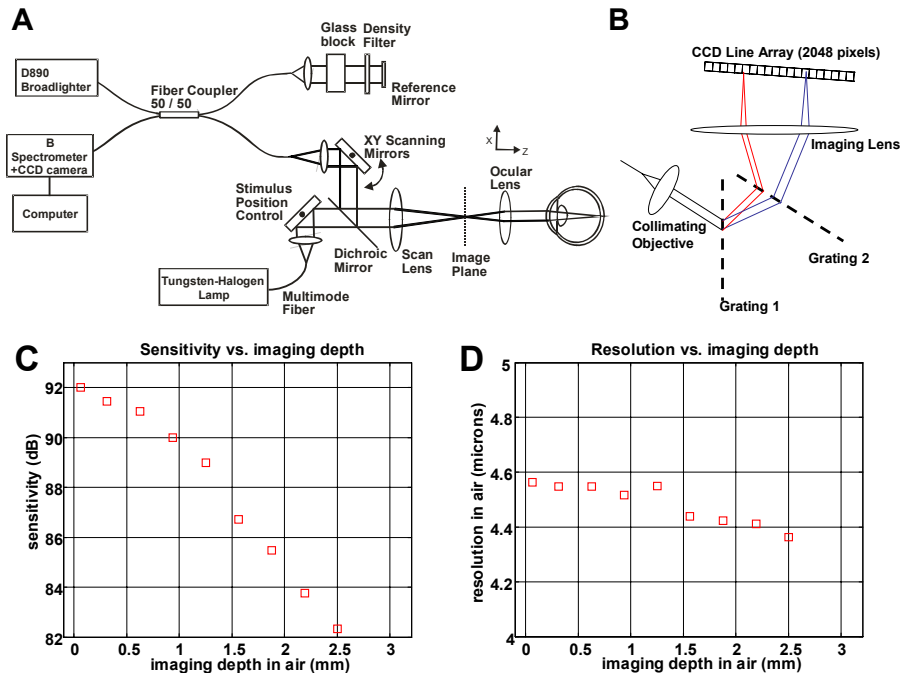 A
D890
Broadlighter
Fiber Coupler
50 / 50
Glass
block
Density
Filter
Reference
Mirror
B
Spectrometer
+CCD camera
Computer
XY Scanning
Mirrors
x
z
Ocular
Lens
Stimulus
Position
Control
Dichroic
Mirror
Scan
Lens
Image
Plane
Tungsten-Halogen
Lamp
Multimode
Fiber
B
CCD Line Array (2048 pixels)
Imaging Lens
Collimating
Objective
Grating 2
Grating 1
C
Sensitivity vs. imaging depth
sensitivity (dB)
92
90
88
86
84
82
0
0.5
1
1.5
2
2.5
3
imaging depth in air (mm)
D
Resolution vs. imaging depth
resolution in air (microns)
5
4.8
4.6
4.4
4.2
4
0
0.5
1
1.5
2
2.5
3
imaging depth in air (mm)